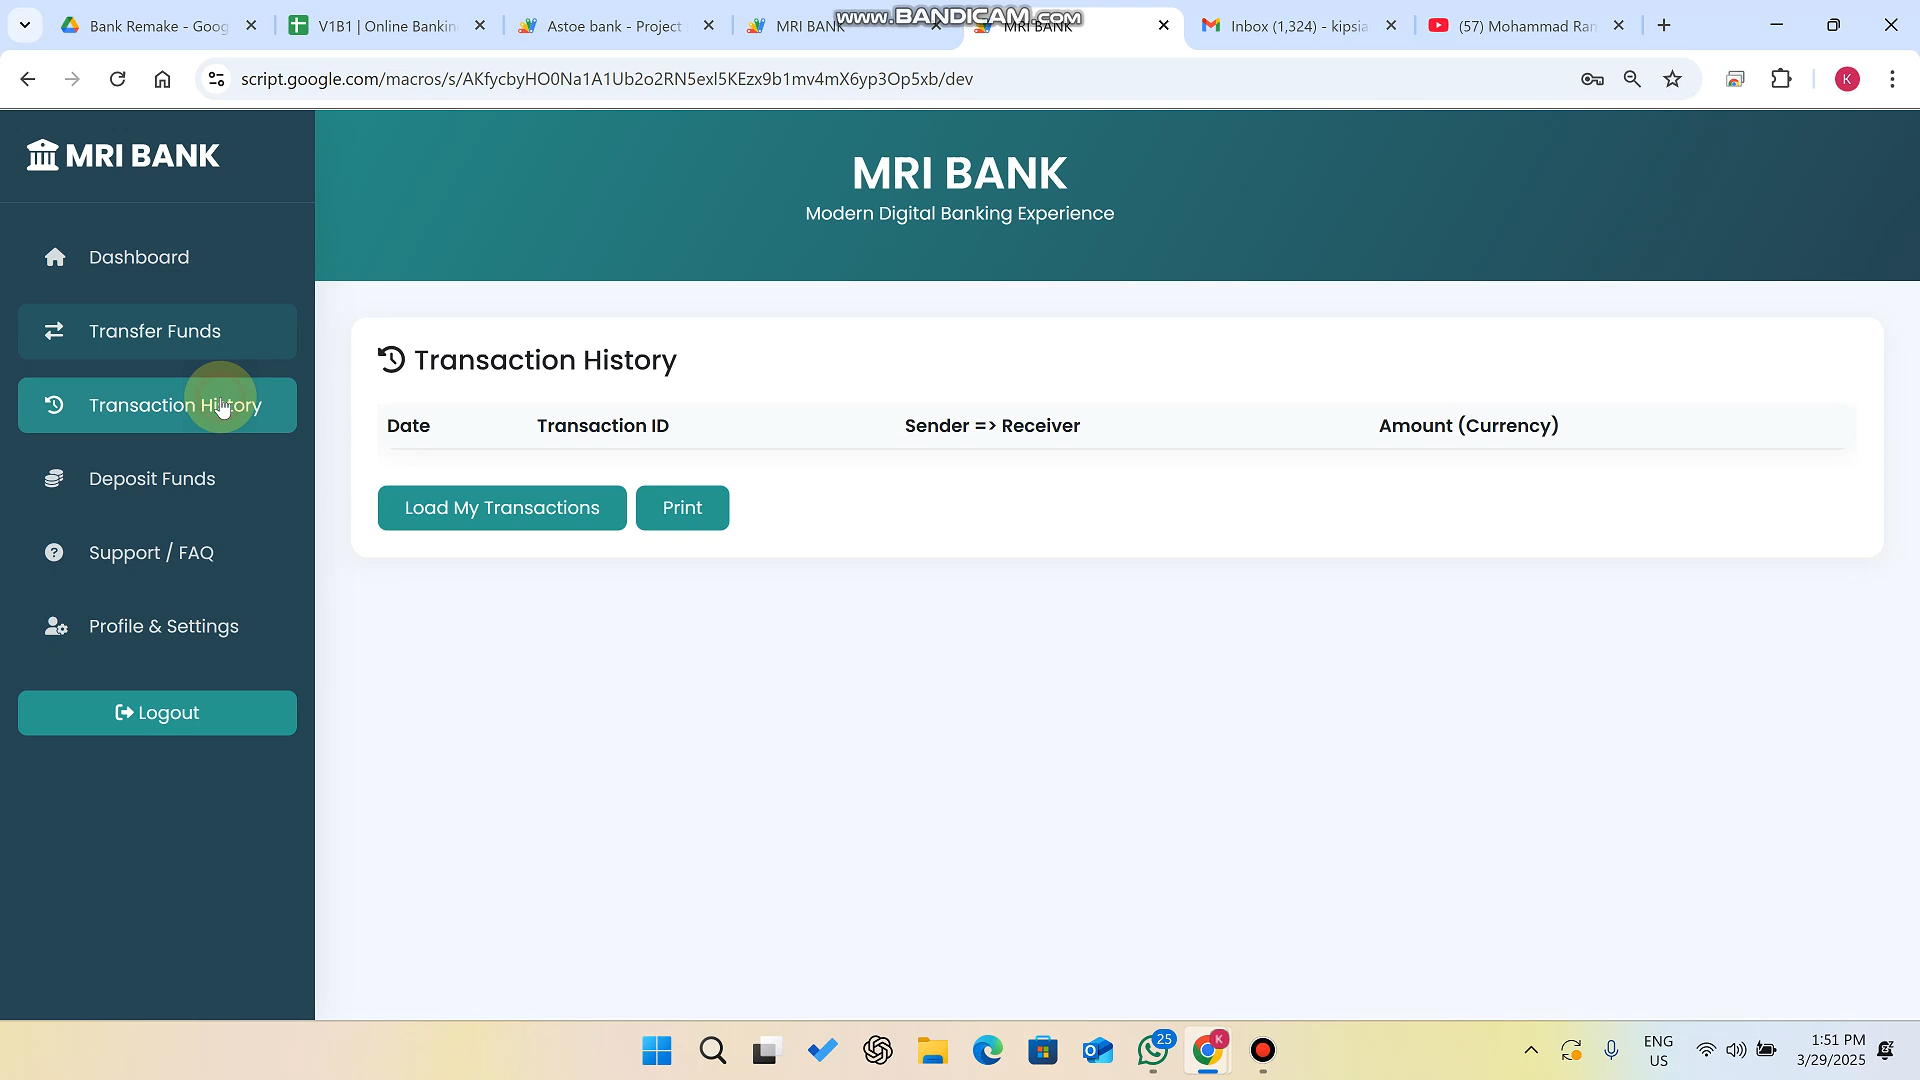 www.BANDICAM.com
Bank Remake - Goog
V1B1 | Online Bankin
Astoe bank - Project
MRI BANK
MRI BANK
Inbox (1,324) - kipsia
(57) Mohammad Ran
script.google.com/macros/s/AKfycbyHO0Na1A1Ub2o2RN5exI5KEzx9b1mv4mX6yp3Op5xb/dev
K
MRI BANK
Dashboard
Transfer Funds
Transaction History
Deposit Funds
Support / FAQ
Profile & Settings
Logout
MRI BANK
Modern Digital Banking Experience
Transaction History
Date Transaction ID Sender => Receiver Amount (Currency)
Load My Transactions Print
25
K
ENG
US
1:51 PM
3/29/2025